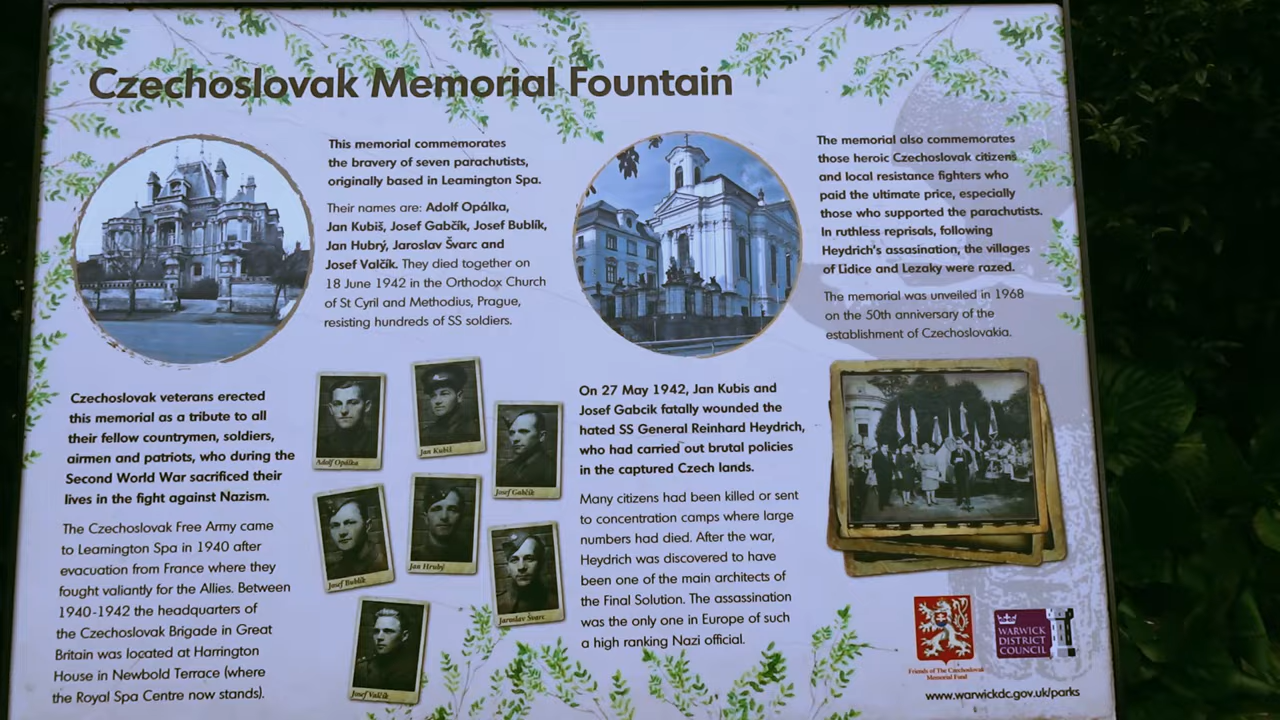 Czechoslovak Memorial Fountain
Czechoslovak veterans erected
this memorial as a tribute to all
their fellow countrymen, soldiers,
airmen and patriots, who during the
Second World War sacrificed their
lives in the fight against Nazism.
The Czechoslovak Free Army came
to Leamington Spa in 1940 after
evacuation from France where they
fought valiantly for the Allies. Between
1940-1942 the headquarters of
the Czechoslovak Brigade in Great
Britain was located at Harrington
House in Newbold Terrace (where
the Royal Spa Centre now stands).
This memorial commemorates
the bravery of seven parachutists,
originally based in Leamington Spa.
Their names are: Adolf Opálka,
Jan Kubiš, Josef Gabčík, Josef Bublík,
Jan Hubrý, Jaroslav Švarc and
Josef Valčík. They died together on
18 June 1942 in the Orthodox Church
of St Cyril and Methodius, Prague,
resisting hundreds of SS soldiers.
Adolf Opálka
Jan Kubiš
Josef Gabčík
Josef Bublík
Jan Hrubý
Jaroslav Švarc
Josef Valčík
On 27 May 1942, Jan Kubis and
Josef Gabcik fatally wounded the
hated SS General Reinhard Heydrich,
who had carried out brutal policies
in the captured Czech lands.
Many citizens had been killed or sent
to concentration camps where large
numbers had died. After the war,
Heydrich was discovered to have
been one of the main architects of
the Final Solution. The assassination
was the only one in Europe of such
a high ranking Nazi official.
The memorial also commemorates
those heroic Czechoslovak citizens
and local resistance fighters who
paid the ultimate price, especially
those who supported the parachutists.
In ruthless reprisals, following
Heydrich's assasination, the villages
of Lidice and Lezaky were razed.
The memorial was unveiled in 1968
on the 50th anniversary of the
establishment of Czechoslovakia.
Friends of The Czechoslovak
Memorial Fund
WARWICK
DISTRICT
COUNCIL
www.warwickdc.gov.uk/parks